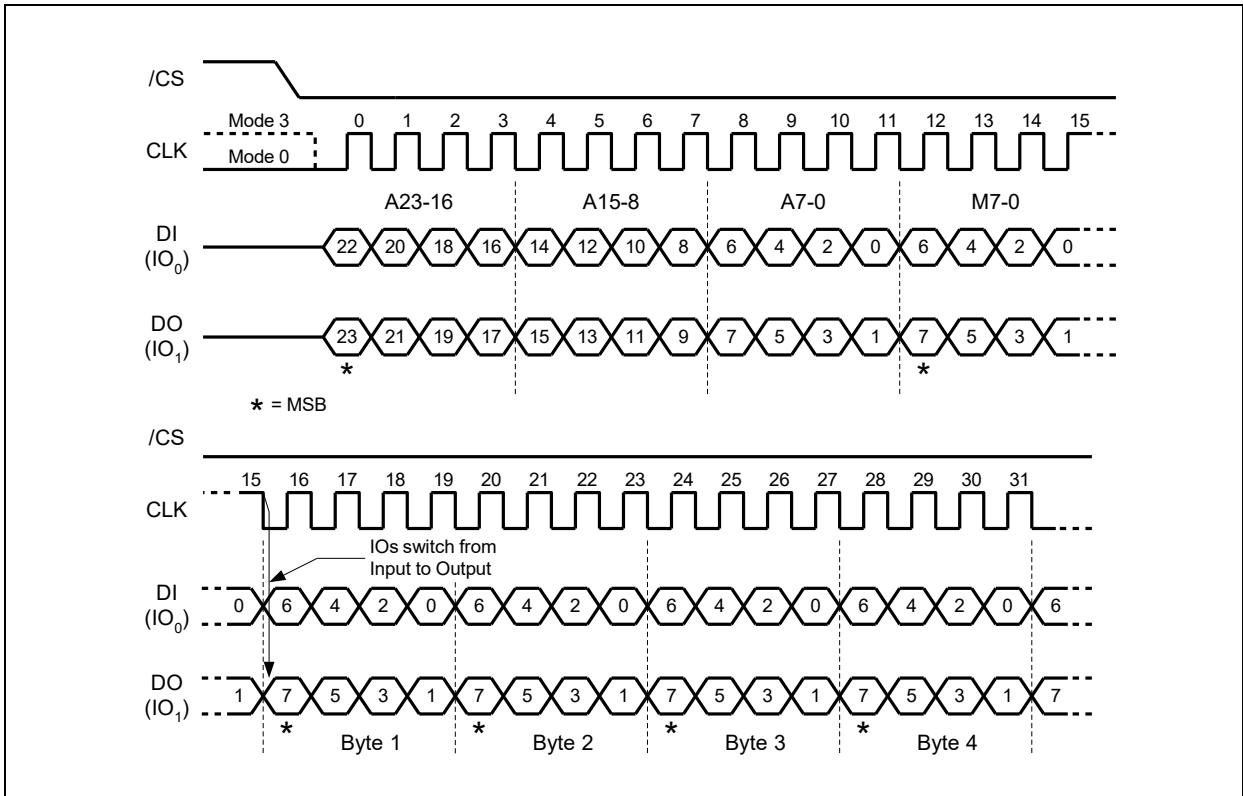 /CS
Mode 3 0 1 2 3 4 5 6 7 8 9 10 11 12 13 14 15
CLK
Mode 0
A23-16 A15-8 A7-0 M7-0
DI
(IO0) 22 20 18 16 14 12 10 8 6 4 2 0 6 4 2 0
DO
(IO1) 23 21 19 17 15 13 11 9 7 5 3 1 7 5 3 1
* *
* = MSB
/CS
15 16 17 18 19 20 21 22 23 24 25 26 27 28 29 30 31
CLK
IOs switch from
Input to Output
DI
(IO0) 0 6 4 2 0 6 4 2 0 6 4 2 0 6 4 2 0 6
DO
(IO1) 1 7 5 3 1 7 5 3 1 7 5 3 1 7 5 3 1 7
* * * *
Byte 1 Byte 2 Byte 3 Byte 4